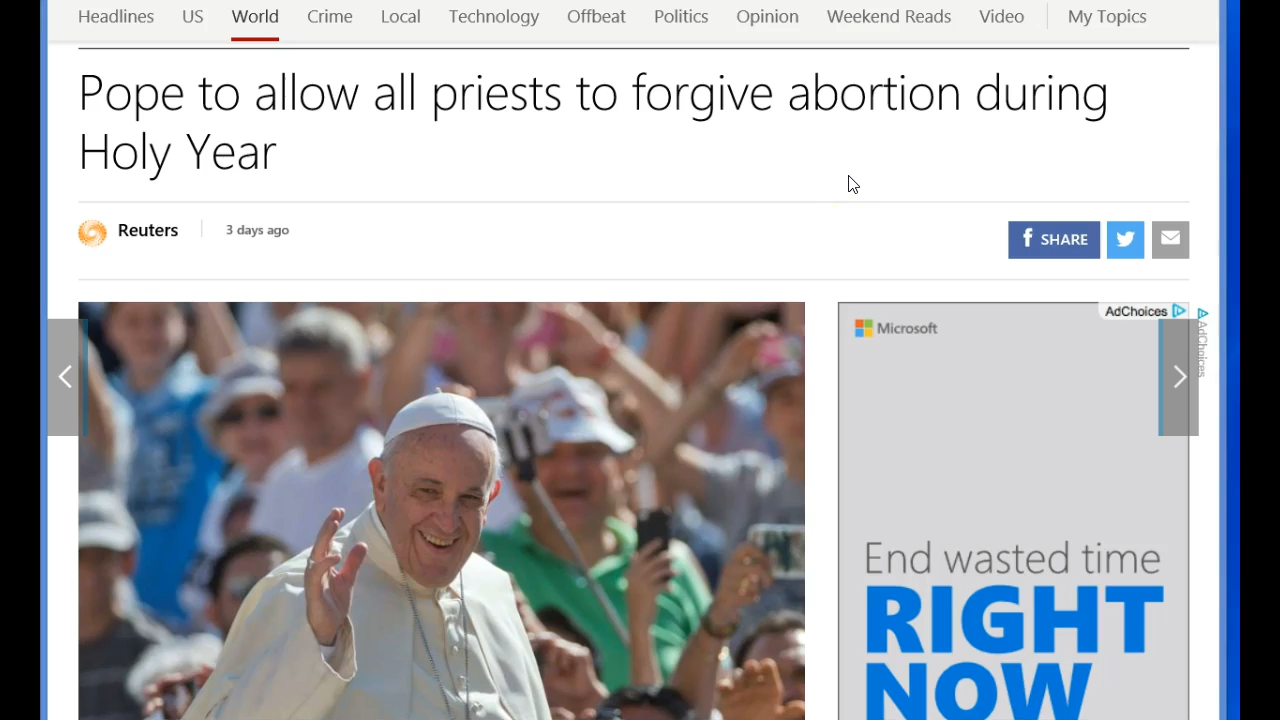 Headlines US World Crime Local Technology Offbeat Politics Opinion Weekend Reads Video My Topics
Pope to allow all priests to forgive abortion during
Holy Year
Reuters 3 days ago
f SHARE
AdChoices
AdChoices
Microsoft
End wasted time
RIGHT
NOW